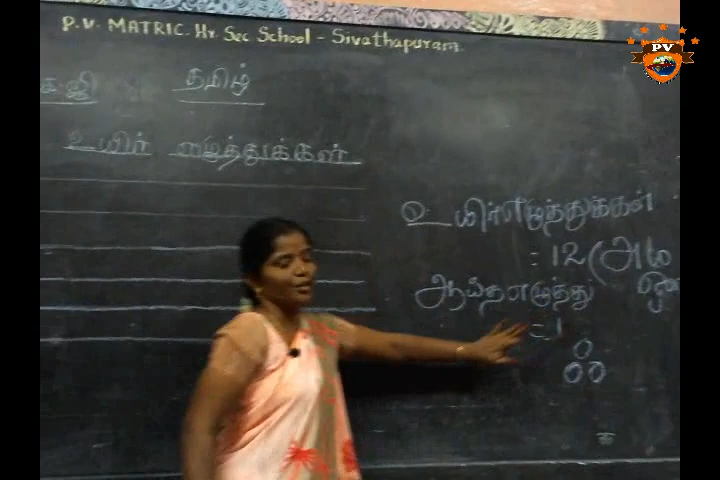 P.V. MATRIC. Hr. Sec School - Sivathapuram
PV
தமிழ்
உயிர் எழுத்துக்கள்
உயிர்எழுத்துக்கள்
= 12 (அ
ஆய்தஎழுத்து
= 1